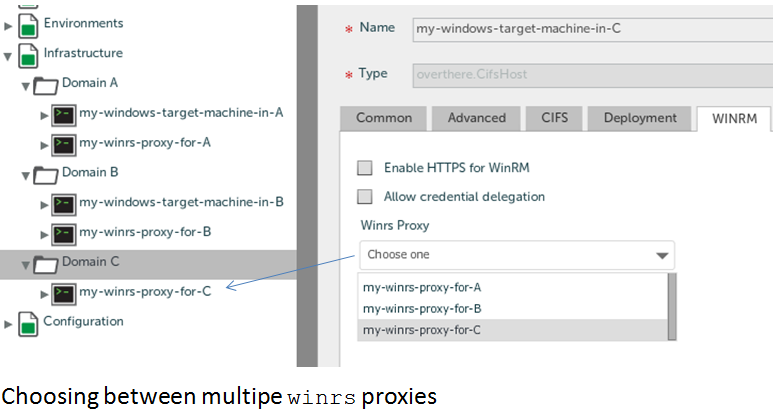 Environments
Infrastructure
Domain A
my-windows-target-machine-in-A
my-winrs-proxy-for-A
Domain B
my-windows-target-machine-in-B
my-winrs-proxy-for-B
Domain C
my-winrs-proxy-for-C
Configuration
* Name my-windows-target-machine-in-C
* Type overthere.CifsHost
Common Advanced CIFS Deployment WINRM
Enable HTTPS for WinRM
Allow credential delegation
Winrs Proxy
Choose one
my-winrs-proxy-for-A
my-winrs-proxy-for-B
my-winrs-proxy-for-C
Choosing between multipe winrs proxies